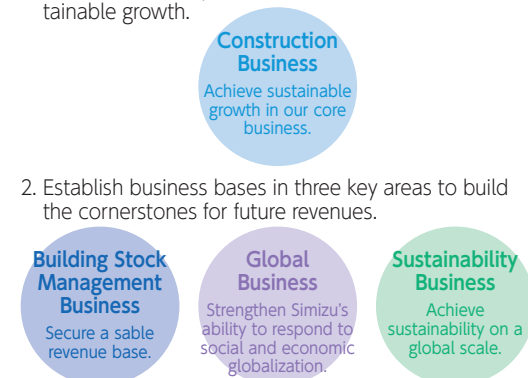 tainable growth.
Construction
Business
Achieve sustainable
growth in our core
business.
2. Establish business bases in three key areas to build
the cornerstones for future revenues.
Building Stock
Management
Business
Secure a sable
revenue base.
Global
Business
Strengthen Simizu's
ability to respond to
social and economic
globalization.
Sustainability
Business
Achieve
sustainability on a
global scale.